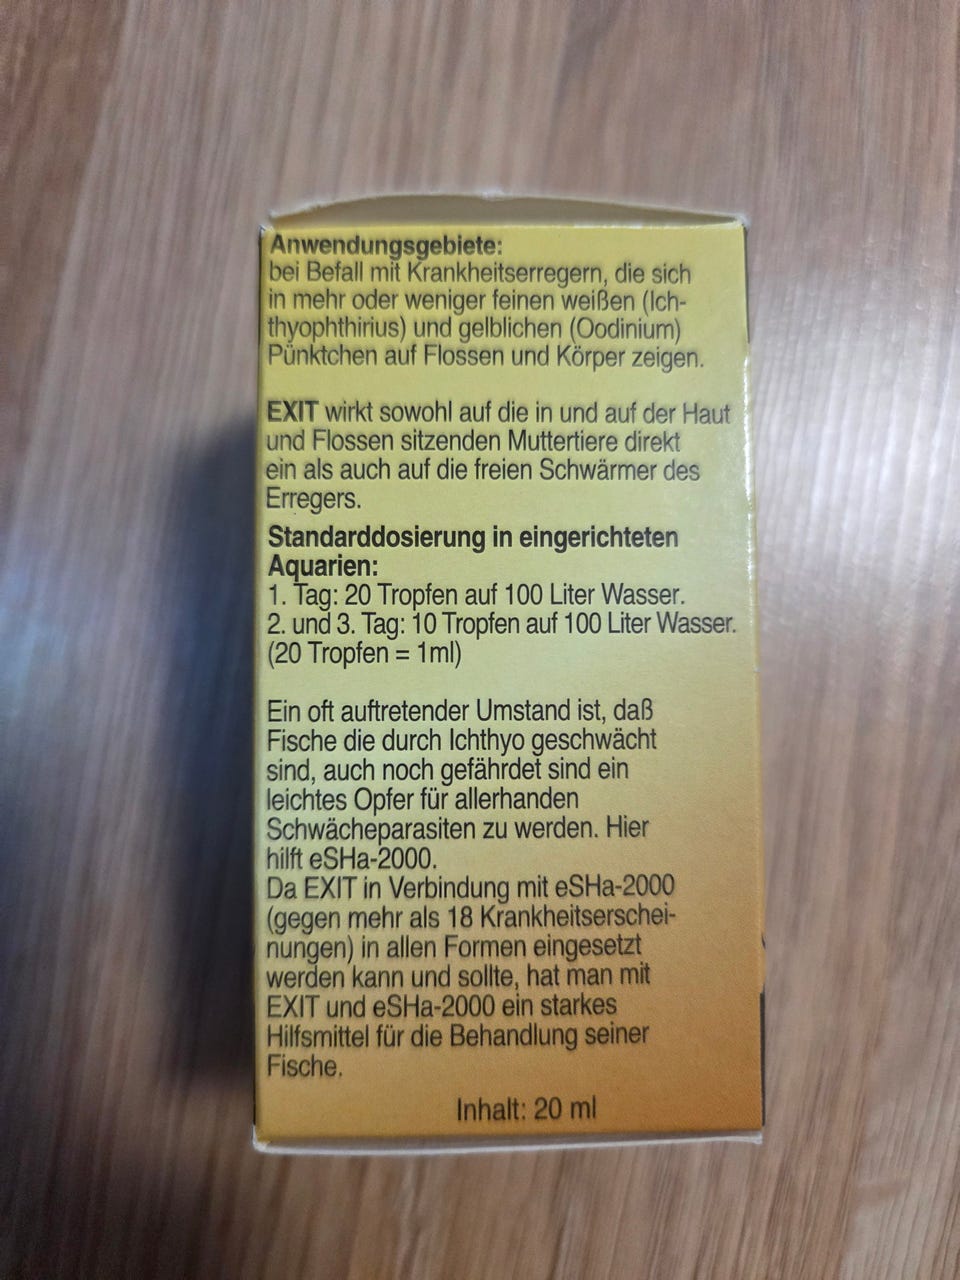 Anwendungsgebiete:
bei Befall mit Krankheitserregern, die sich
in mehr oder weniger feinen weißen (Ich-
thyophthirius) und gelblichen (Oodinium)
Pünktchen auf Flossen und Körper zeigen.
EXIT wirkt sowohl auf die in und auf der Haut
und Flossen sitzenden Muttertiere direkt
ein als auch auf die freien Schwärmer des
Erregers.
Standarddosierung in eingerichteten
Aquarien:
1. Tag: 20 Tropfen auf 100 Liter Wasser.
2. und 3. Tag: 10 Tropfen auf 100 Liter Wasser.
(20 Tropfen = 1ml)
Ein oft auftretender Umstand ist, daß
Fische die durch Ichthyo geschwächt
sind, auch noch gefährdet sind ein
leichtes Opfer für allerhanden
Schwächeparasiten zu werden. Hier
hilft eSHa-2000.
Da EXIT in Verbindung mit eSHa-2000
(gegen mehr als 18 Krankheitserschei-
nungen) in allen Formen eingesetzt
werden kann und sollte, hat man mit
EXIT und eSHa-2000 ein starkes
Hilfsmittel für die Behandlung seiner
Fische.
Inhalt: 20 ml